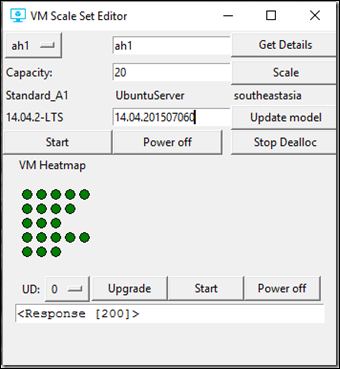 VM Scale Set Editor
ah1 ah1 Get Details
Capacity: 20 Scale
Standard_A1 UbuntuServer southeastasia
14.04.2-LTS 14.04.201507060 Update model
Start Power off Stop Dealloc
VM Heatmap
UD: 0 Upgrade Start Power off
<Response [200]>